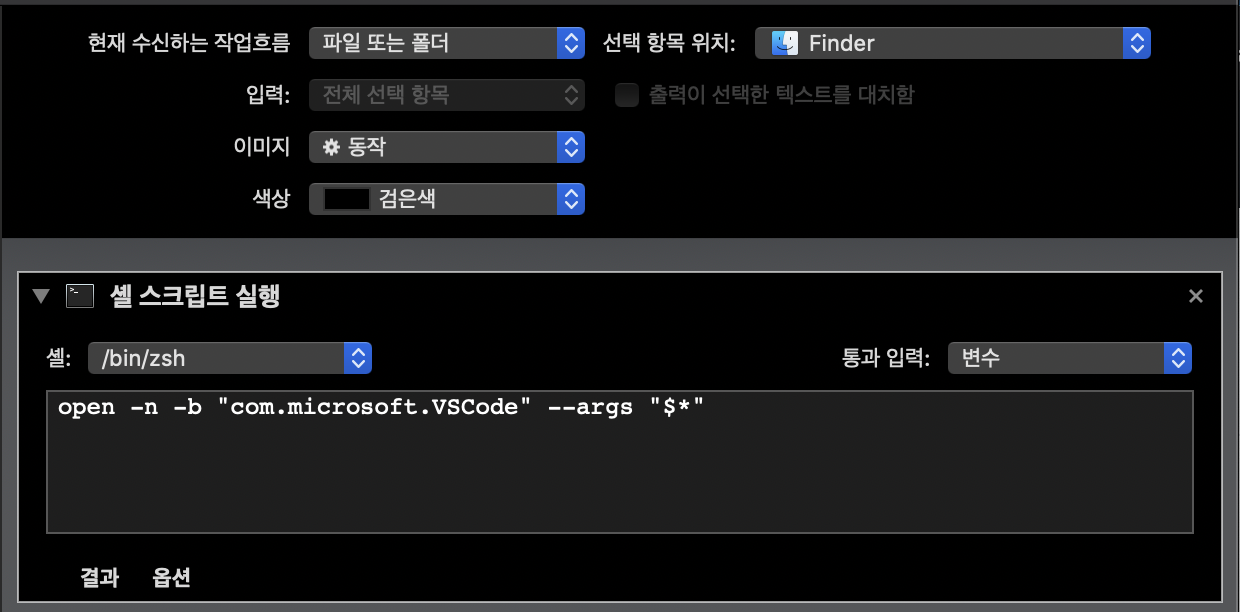 현재 수신하는 작업흐름 파일 또는 폴더 선택 항목 위치: Finder
입력: 전체 선택 항목 출력이 선택한 텍스트를 대치함
이미지 동작
색상 검은색
셸 스크립트 실행
셸: /bin/zsh 통과 입력: 변수
open -n -b "com.microsoft.VSCode" --args "$*"
결과 옵션